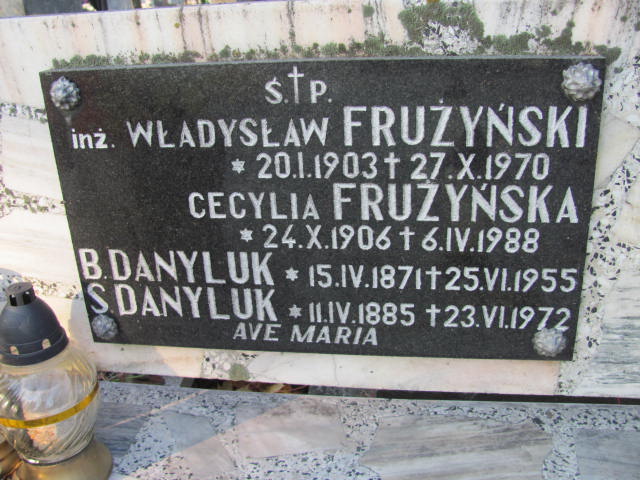 Ś.†P.
inż. WŁADYSŁAW FRUŻYŃSKI
* 20.I.1903 † 27.X.1970
CECYLIA FRUŻYŃSKA
* 24.X.1906 † 6.IV.1988
B. DANYLUK * 15.IV.1871 † 25.VI.1955
S. DANYLUK * 11.IV.1885 † 23.VI.1972
AVE MARIA